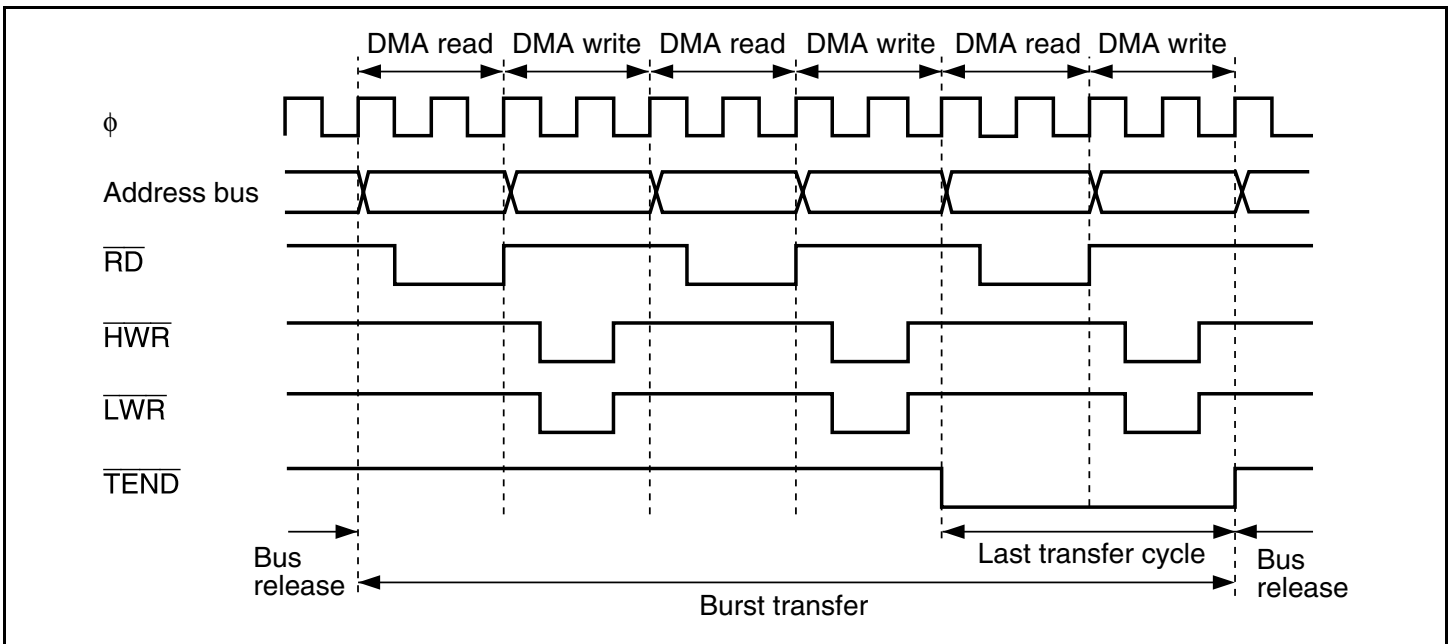 DMA read DMA write DMA read DMA write DMA read DMA write
ϕ
Address bus
RD
HWR
LWR
TEND
Bus release
Last transfer cycle
Bus release
Burst transfer